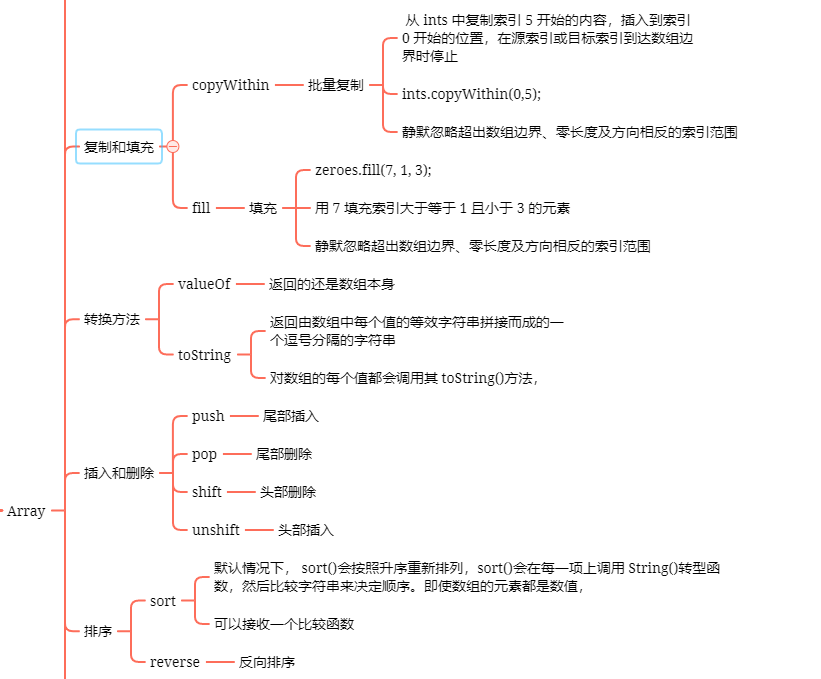 从 ints 中复制索引 5 开始的内容，插入到索引
0 开始的位置，在源索引或目标索引到达数组边
界时停止
copyWithin
批量复制
ints.copyWithin(0,5);
静默忽略超出数组边界、零长度及方向相反的索引范围
复制和填充
zeroes.fill(7, 1, 3);
fill
填充
用 7 填充索引大于等于 1 且小于 3 的元素
静默忽略超出数组边界、零长度及方向相反的索引范围
valueOf
返回的还是数组本身
转换方法
返回由数组中每个值的等效字符串拼接而成的一
个逗号分隔的字符串
toString
对数组的每个值都会调用其 toString()方法，
push
尾部插入
pop
尾部删除
插入和删除
shift
头部删除
Array
unshift
头部插入
默认情况下， sort()会按照升序重新排列，sort()会在每一项上调用 String()转型函
数，然后比较字符串来决定顺序。即使数组的元素都是数值，
sort
可以接收一个比较函数
排序
reverse
反向排序